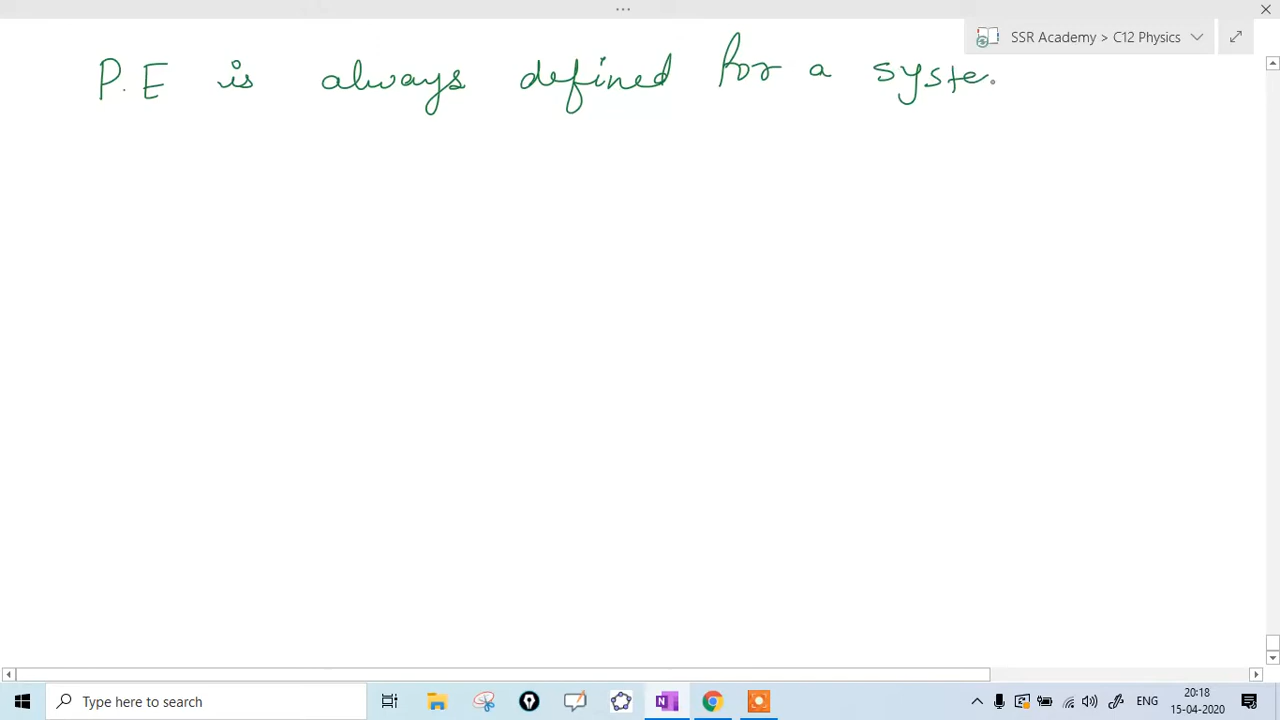 ...
SSR Academy > C12 Physics
P.E is always defined for a syste.
Type here to search
ENG
20:18
15-04-2020